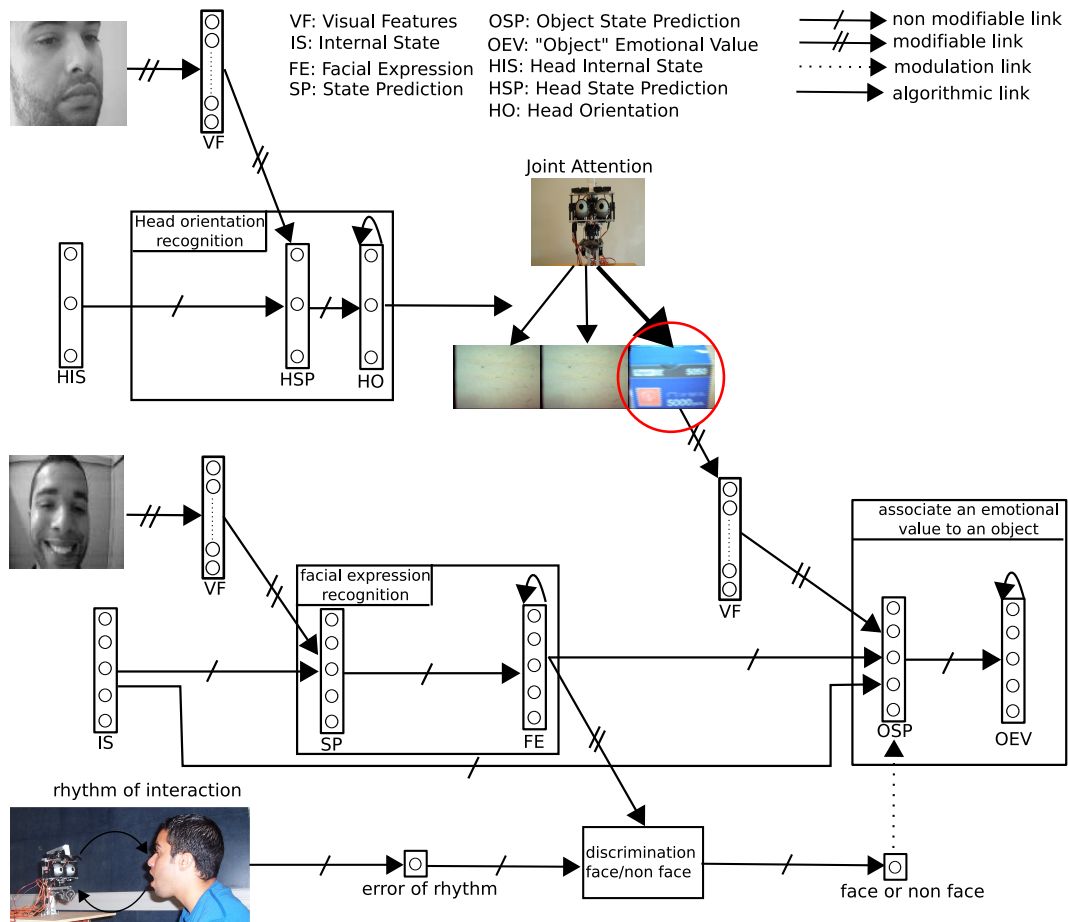 VF: Visual Features
IS: Internal State
FE: Facial Expression
SP: State Prediction
OSP: Object State Prediction
OEV: "Object" Emotional Value
HIS: Head Internal State
HSP: Head State Prediction
HO: Head Orientation
non modifiable link
modifiable link
modulation link
algorithmic link
VF
Joint Attention
Head orientation
recognition
HIS
HSP
HO
5000
VF
VF
associate an emotional
value to an object
facial expression
recognition
IS
SP
FE
OSP
OEV
rhythm of interaction
error of rhythm
discrimination
face/non face
face or non face